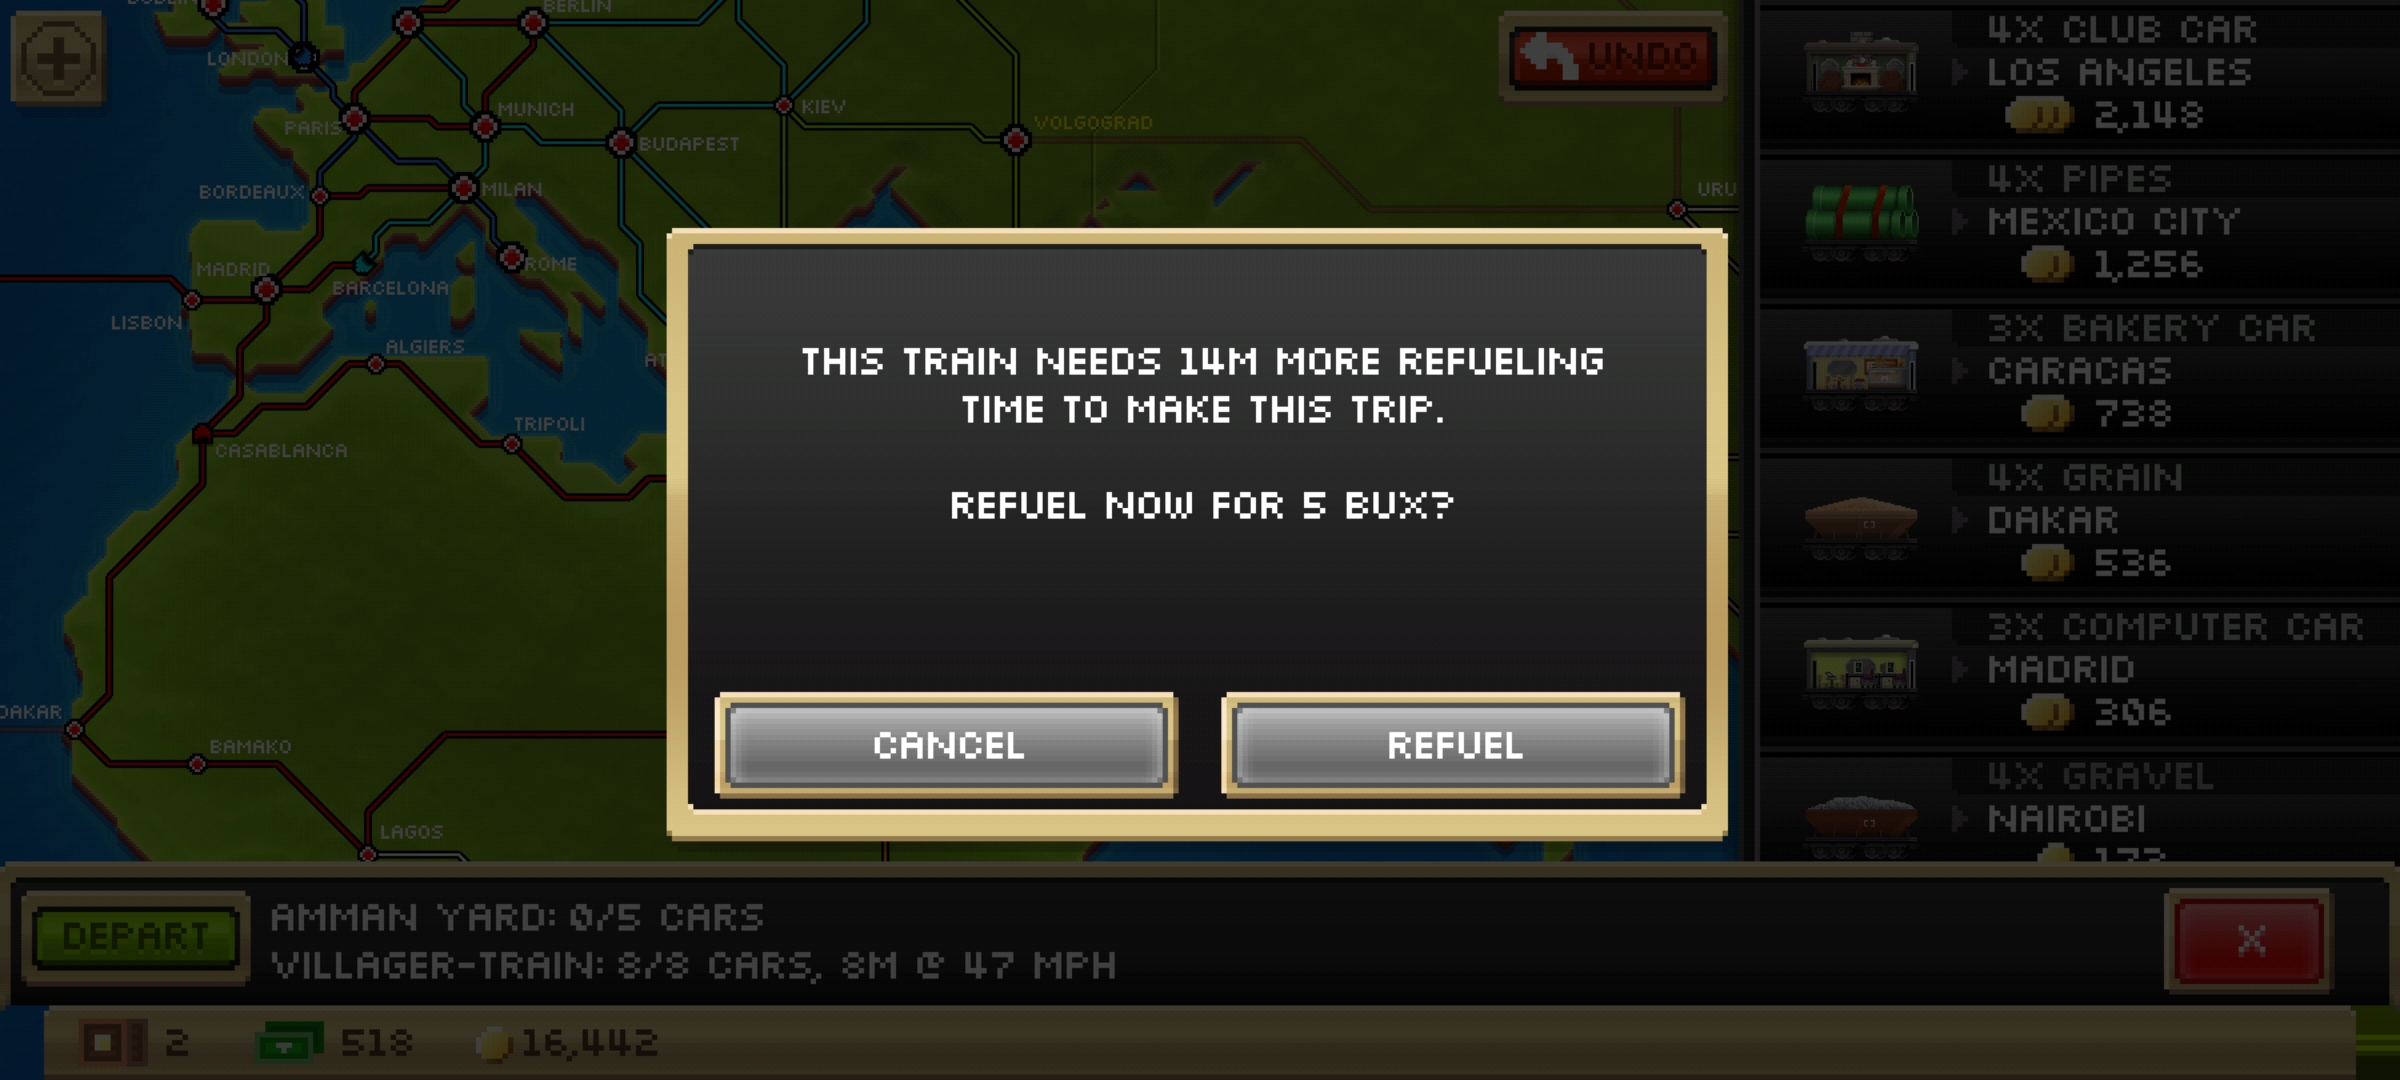 BERLIN
LONDON
MUNICH
PARIS
KIEV
VOLGOGRAD
BUDAPEST
BORDEAUX
MILAN
URU
MADRID
ROME
BARCELONA
LISBON
ALGIERS
AT
TRIPOLI
CASABLANCA
DAKAR
BAMAKO
LAGOS
UNDO
4X CLUB CAR
LOS ANGELES
2,148
4X PIPES
MEXICO CITY
1,256
3X BAKERY CAR
CARACAS
738
4X GRAIN
DAKAR
536
3X COMPUTER CAR
MADRID
306
4X GRAVEL
NAIROBI
THIS TRAIN NEEDS 14M MORE REFUELING
TIME TO MAKE THIS TRIP.
REFUEL NOW FOR 5 BUX?
CANCEL
REFUEL
DEPART
AMMAN YARD: 0/5 CARS
VILLAGER-TRAIN: 8/8 CARS, 8M @ 47 MPH
X
2
518
16,442